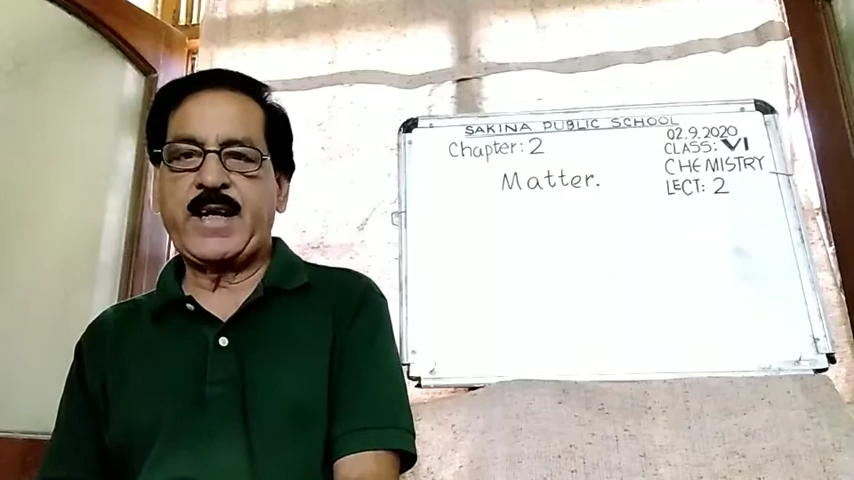 SAKINA PUBLIC SCHOOL
02.9.2020
Chapter: 2
CLASS: VI
Matter.
CHEMISTRY
LECT: 2